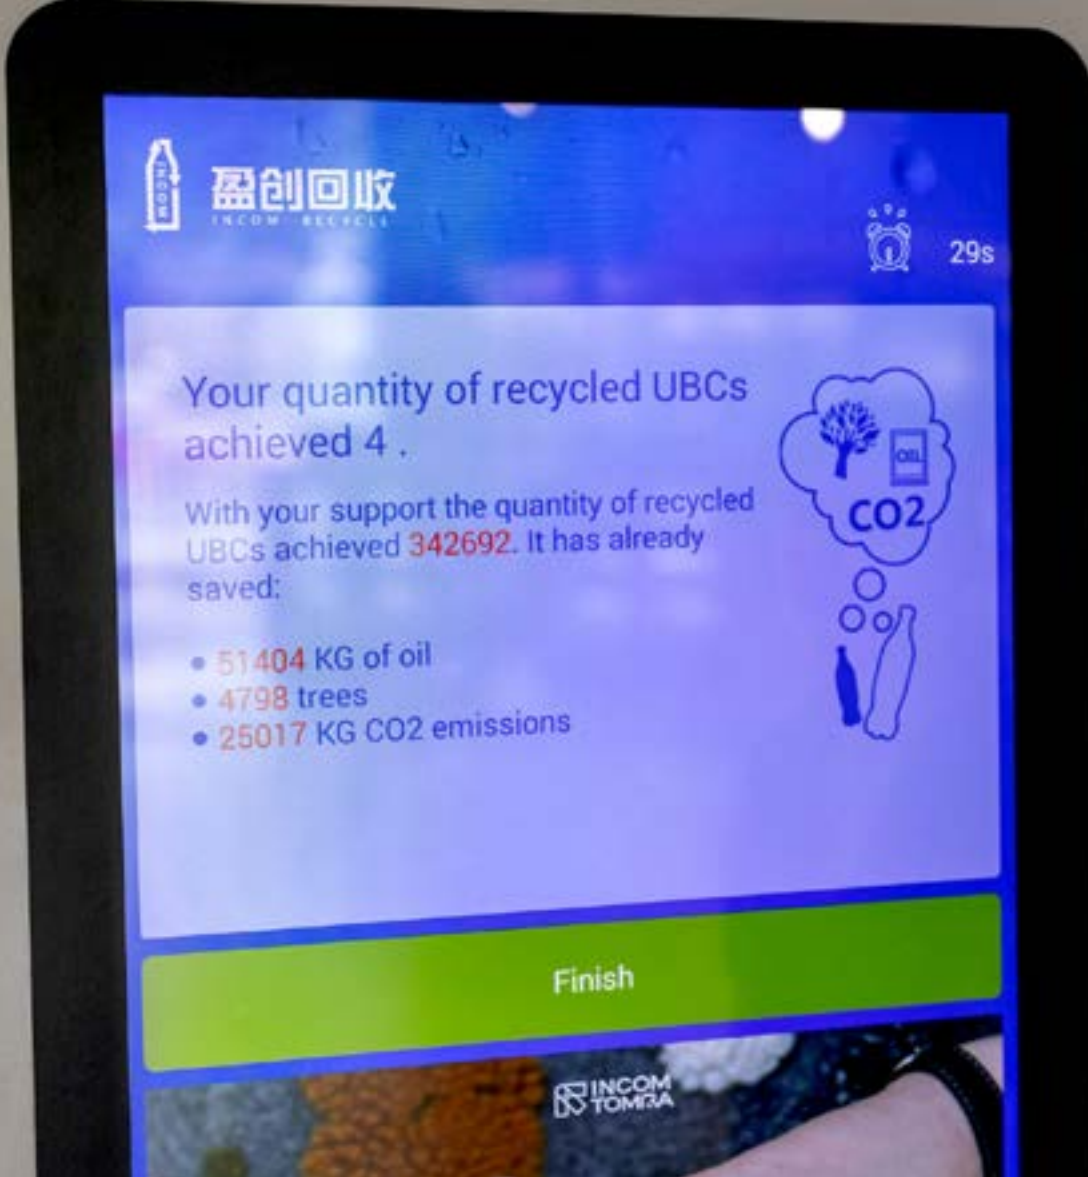 INCOM
盈创回收
INCOM RECYCLE
29s
Your quantity of recycled UBCs
achieved 4 .
With your support the quantity of recycled
UBCs achieved 342692. It has already
saved:
• 51404 KG of oil
• 4798 trees
• 25017 KG CO2 emissions
OIL
CO2
Finish
INCOM
TOMRA